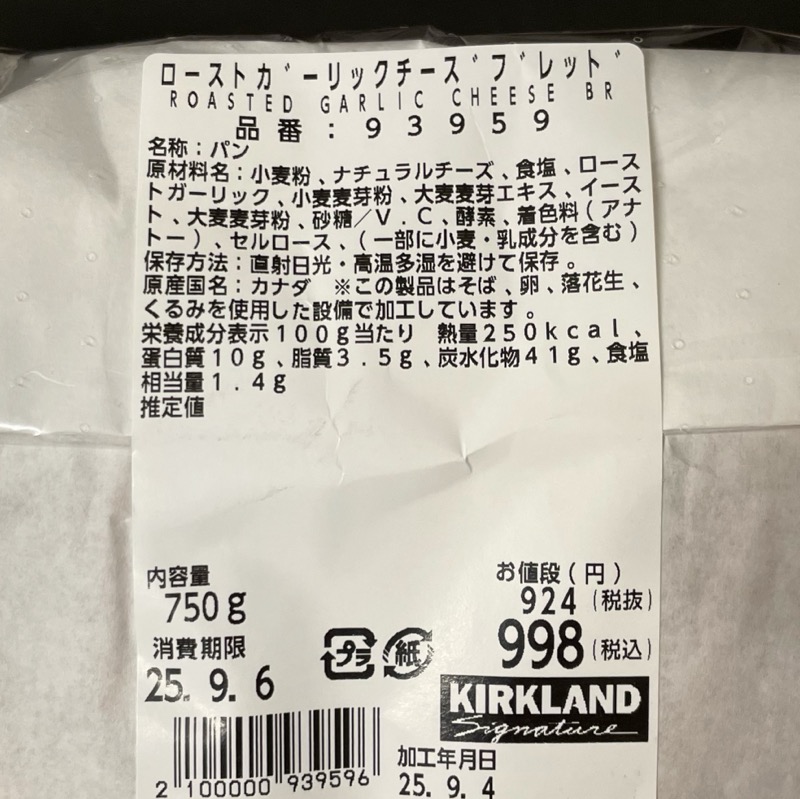 ローストガーリックチーズブレッド
ROASTED GARLIC CHEESE BR
品番:93959
名称:パン
原材料名:小麦粉、ナチュラルチーズ、食塩、ロース
トガーリック、小麦麦芽粉、大麦麦芽エキス、イース
ト、大麦麦芽粉、砂糖/V.C、酵素、着色料(アナ
トー)、セルロース、(一部に小麦・乳成分を含む)
保存方法:直射日光・高温多湿を避けて保存。
原産国名:カナダ ※この製品はそば、卵、落花生、
くるみを使用した設備で加工しています。
栄養成分表示100g当たり 熱量250kcal、
蛋白質10g、脂質3.5g、炭水化物41g、食塩
相当量1.4g
推定値
内容量
750g
お値段(円)
924(税抜)
998(税込)
消費期限
25.9.6
プラ 紙
KIRKLAND
Signature
2 100000 939596
加工年月日
25.9.4